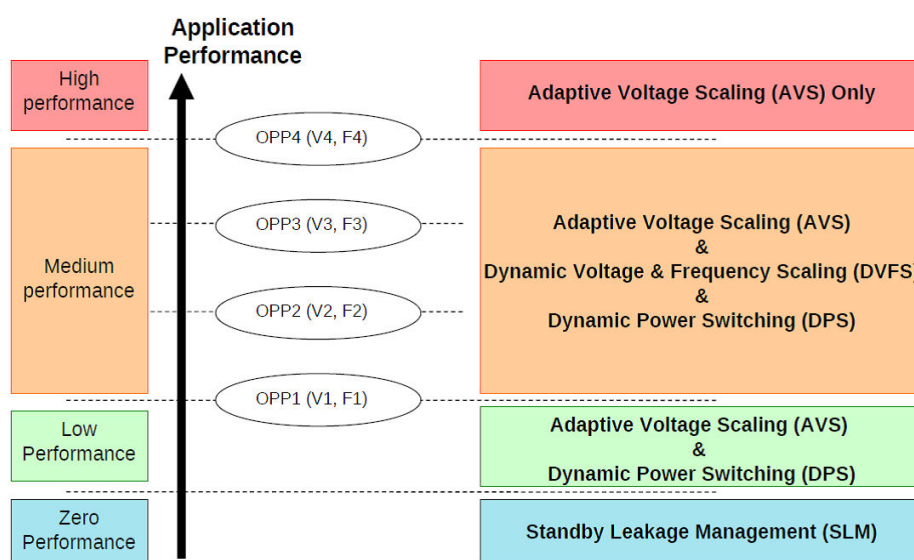 Application
Performance
High
performance
Adaptive Voltage Scaling (AVS) Only
OPP4 (V4, F4)
OPP3 (V3, F3)
Medium
performance
Adaptive Voltage Scaling (AVS)
&
Dynamic Voltage & Frequency Scaling (DVFS)
&
Dynamic Power Switching (DPS)
OPP2 (V2, F2)
OPP1 (V1, F1)
Low
Performance
Adaptive Voltage Scaling (AVS)
&
Dynamic Power Switching (DPS)
Zero
Performance
Standby Leakage Management (SLM)